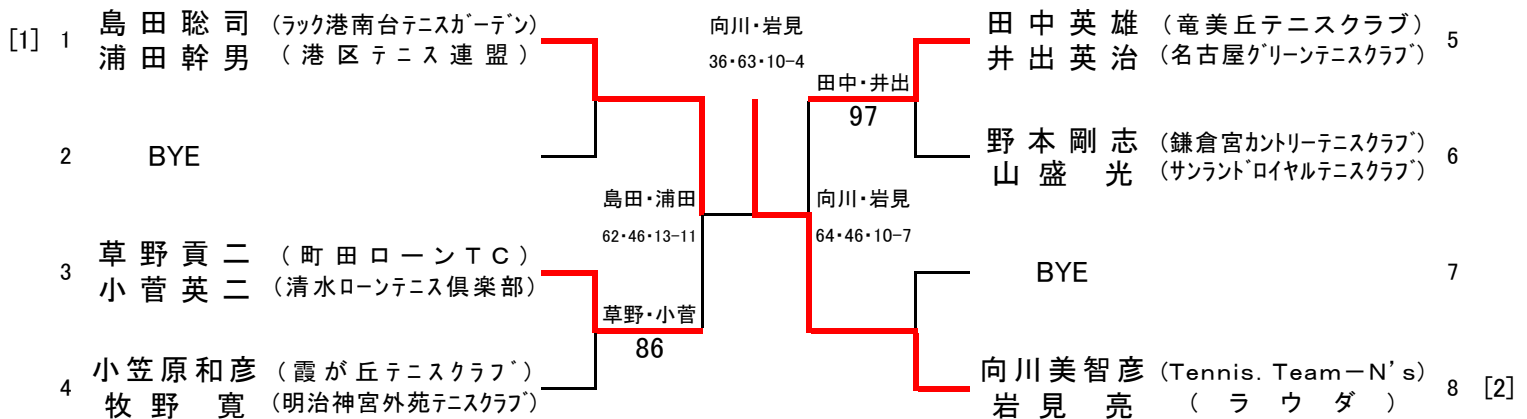 [1] 1 島田聡司 (ラック港南台テニスガーデン)
浦田幹男 (港区テニス連盟)
2 BYE
3 草野貢二 (町田ローンTC)
小菅英二 (清水ローンテニス倶楽部)
4 小笠原和彦 (霞が丘テニスクラブ)
牧野寛 (明治神宮外苑テニスクラブ)
島田・浦田
62・46・13-11
草野・小菅
86
向川・岩見
36・63・10-4
田中・井出
97
向川・岩見
64・46・10-7
田中英雄 (竜美丘テニスクラブ) 5
井出英治 (名古屋グリーンテニスクラブ)
野本剛志 (鎌倉宮カントリーテニスクラブ) 6
山盛光 (サンランドロイヤルテニスクラブ)
BYE 7
向川美智彦 (Tennis. Team-N's) 8 [2]
岩見亮 (ラウダ)